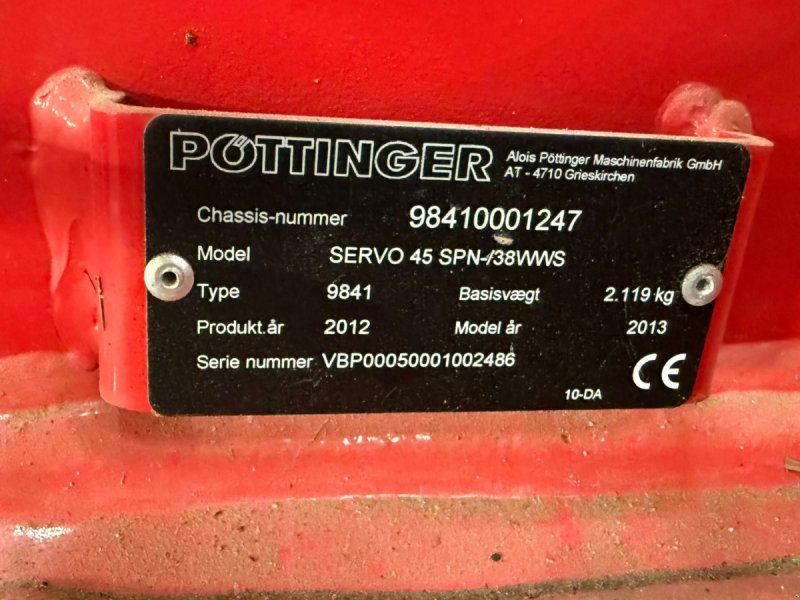 PÖTTINGER Alois Pöttinger Maschinenfabrik GmbH
AT - 4710 Grieskirchen
Chassis-nummer 98410001247
Model SERVO 45 SPN-/38WWS
Type 9841 Basisvægt 2.119 kg
Produkt.år 2012 Model år 2013
Serie nummer VBP00050001002486
CE
10-DA